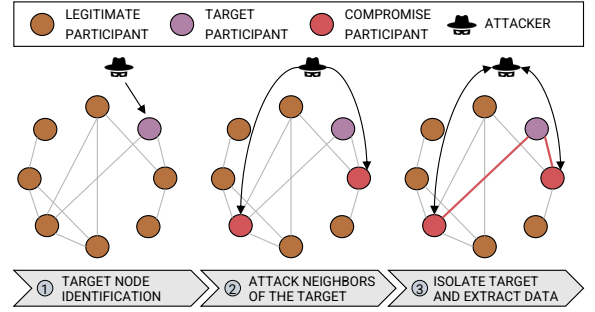 LEGITIMATE
PARTICIPANT
TARGET
PARTICIPANT
COMPROMISE
PARTICIPANT
ATTACKER
1 TARGET NODE
IDENTIFICATION
2 ATTACK NEIGHBORS
OF THE TARGET
3 ISOLATE TARGET
AND EXTRACT DATA